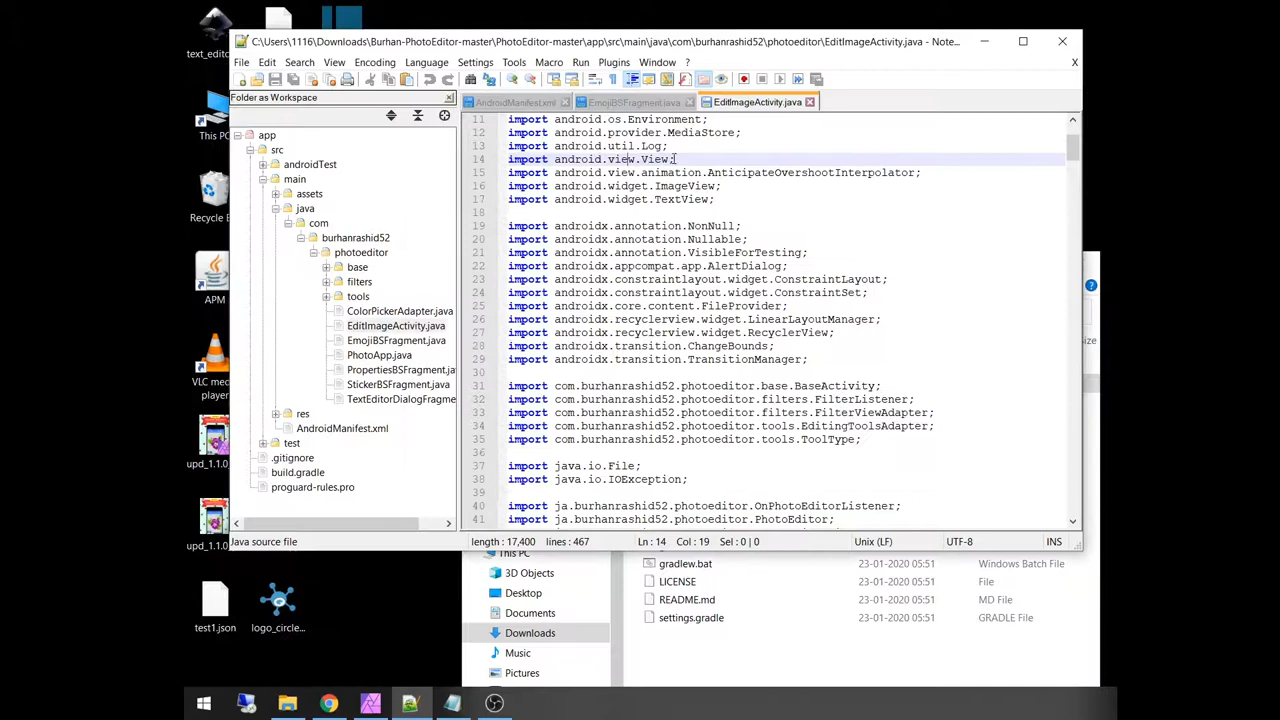 text_edito
C:\Users\1116\Downloads\Burhan-PhotoEditor-master\PhotoEditor-master\app\src\main\java\com\burhanrashid52\photoeditor\EditImageActivity.java - Note...
File Edit Search View Encoding Language Settings Tools Macro Run Plugins Window ? X
Folder as Workspace
AndroidManifest.xml EmojiBSFragment.java EditImageActivity.java
app
src
androidTest
main
assets
java
com
burhanrashid52
photoeditor
base
filters
tools
ColorPickerAdapter.java
EditImageActivity.java
EmojiBSFragment.java
PhotoApp.java
PropertiesBSFragment.ja
StickerBSFragment.java
TextEditorDialogFragme
res
AndroidManifest.xml
test
.gitignore
build.gradle
proguard-rules.pro
11 import android.os.Environment;
12 import android.provider.MediaStore;
13 import android.util.Log;
14 import android.view.View;
15 import android.view.animation.AnticipateOvershootInterpolator;
16 import android.widget.ImageView;
17 import android.widget.TextView;
18
19 import androidx.annotation.NonNull;
20 import androidx.annotation.Nullable;
21 import androidx.annotation.VisibleForTesting;
22 import androidx.appcompat.app.AlertDialog;
23 import androidx.constraintlayout.widget.ConstraintLayout;
24 import androidx.constraintlayout.widget.ConstraintSet;
25 import androidx.core.content.FileProvider;
26 import androidx.recyclerview.widget.LinearLayoutManager;
27 import androidx.recyclerview.widget.RecyclerView;
28 import androidx.transition.ChangeBounds;
29 import androidx.transition.TransitionManager;
30
31 import com.burhanrashid52.photoeditor.base.BaseActivity;
32 import com.burhanrashid52.photoeditor.filters.FilterListener;
33 import com.burhanrashid52.photoeditor.filters.FilterViewAdapter;
34 import com.burhanrashid52.photoeditor.tools.EditingToolsAdapter;
35 import com.burhanrashid52.photoeditor.tools.ToolType;
36
37 import java.io.File;
38 import java.io.IOException;
39
40 import ja.burhanrashid52.photoeditor.OnPhotoEditorListener;
41 import ja.burhanrashid52.photoeditor.PhotoEditor;
Java source file length : 17,400 lines : 467 Ln : 14 Col : 19 Sel : 0 | 0 Unix (LF) UTF-8 INS
This PC
Recycle B
APM
VLC med
player
upd_1.1.0
upd_1.1.0
test1.json
logo_circle...
ize
This PC
3D Objects
Desktop
Documents
Downloads
Music
Pictures
gradlew.bat 23-01-2020 05:51 Windows Batch File
LICENSE 23-01-2020 05:51 File
README.md 23-01-2020 05:51 MD File
settings.gradle 23-01-2020 05:51 GRADLE File